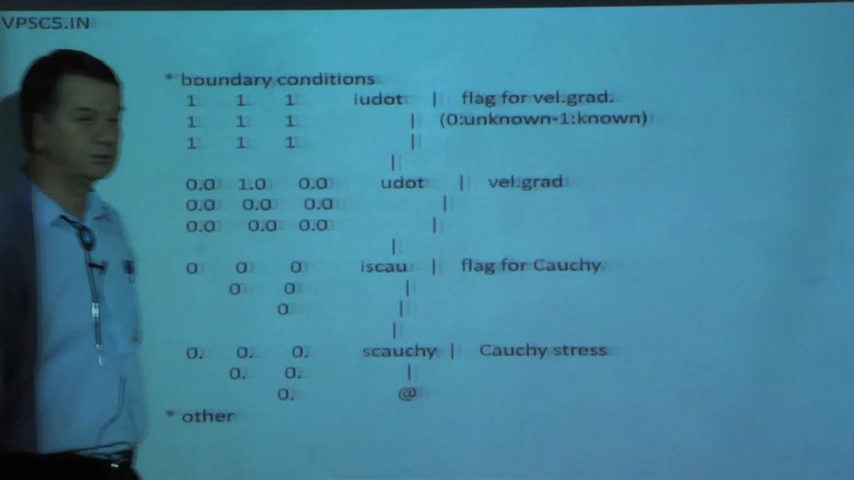 VPSC5.IN
* boundary conditions
1 1 1 iudot | flag for vel.grad.
1 1 1 | (0:unknown-1:known)
1 1 1 |
|
0.0 1.0 0.0 udot | vel.grad
0.0 0.0 0.0 |
0.0 0.0 0.0 |
|
0 0 0 iscau | flag for Cauchy
0 0 |
0 |
|
0. 0. 0. scauchy | Cauchy stress
0. 0. |
0. @
* other